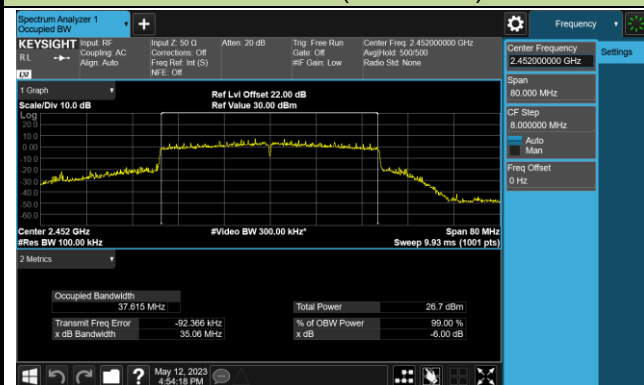 Spectrum Analyzer 1
Occupied BW
+
Frequency
KEYSIGHT
RL
LXI
Input: RF
Coupling: AC
Align: Auto
Input Z: 50 Ω
Corrections: Off
Freq Ref: Int (S)
NFE: Off
Atten: 20 dB
Trig: Free Run
Gate: Off
#IF Gain: Low
Center Freq: 2.452000000 GHz
Avg|Hold: 500/500
Radio Std: None
Center Frequency
2.452000000 GHz
Settings
Span
80.000 MHz
CF Step
8.000000 MHz
Auto
Man
Freq Offset
0 Hz
1 Graph
Scale/Div 10.0 dB
Ref Lvl Offset 22.00 dB
Ref Value 30.00 dBm
Log
20.0
10.0
0.00
-10.0
-20.0
-30.0
-40.0
-50.0
-60.0
Center 2.452 GHz
#Video BW 300.00 kHz*
Span 80 MHz
#Res BW 100.00 kHz
Sweep 9.93 ms (1001 pts)
2 Metrics
Occupied Bandwidth
37.615 MHz
Total Power 26.7 dBm
Transmit Freq Error -92.366 kHz
% of OBW Power 99.00 %
x dB Bandwidth 35.06 MHz
x dB -6.00 dB
?
May 12, 2023
4:54:18 PM